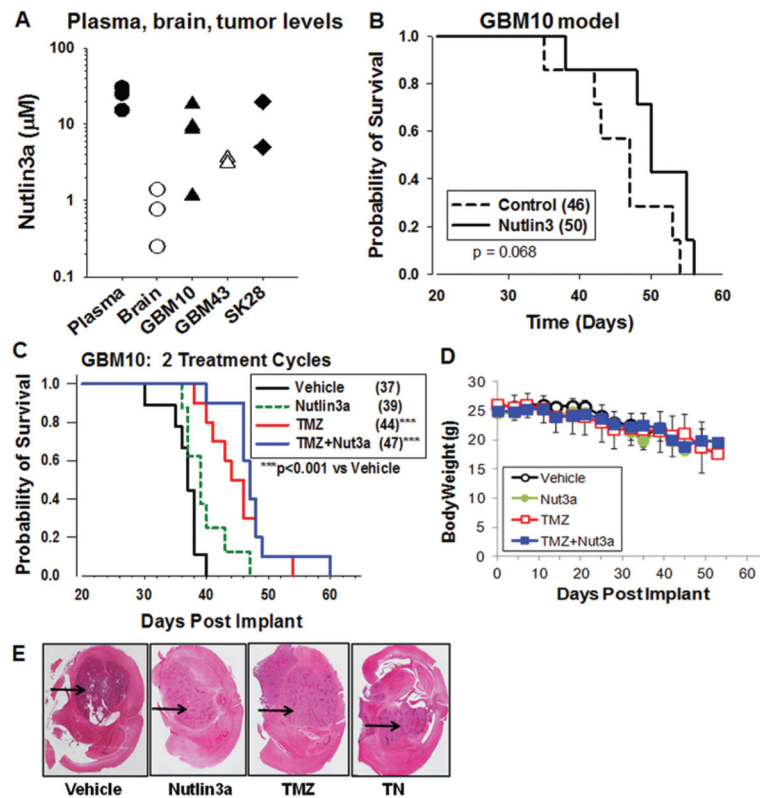 A Plasma, brain, tumor levels
Nutlin3a (μM)
100
10
1
0.1
Plasma
Brain
GBM10
GBM43
SK28
B GBM10 model
Probability of Survival
1.0
0.8
0.6
0.4
0.2
0.0
Control (46)
Nutlin3 (50)
p = 0.068
20 30 40 50 60
Time (Days)
C GBM10: 2 Treatment Cycles
Probability of Survival
1.0
0.8
0.6
0.4
0.2
0.0
Vehicle (37)
Nutlin3a (39)
TMZ (44)***
TMZ+Nut3a (47)***
***p<0.001 vs Vehicle
20 30 40 50 60
Days Post Implant
D
BodyWeight (g)
30
25
20
15
10
5
0
Vehicle
Nut3a
TMZ
TMZ+Nut3a
0 10 20 30 40 50 60
Days Post Implant
E
Vehicle Nutlin3a TMZ TN